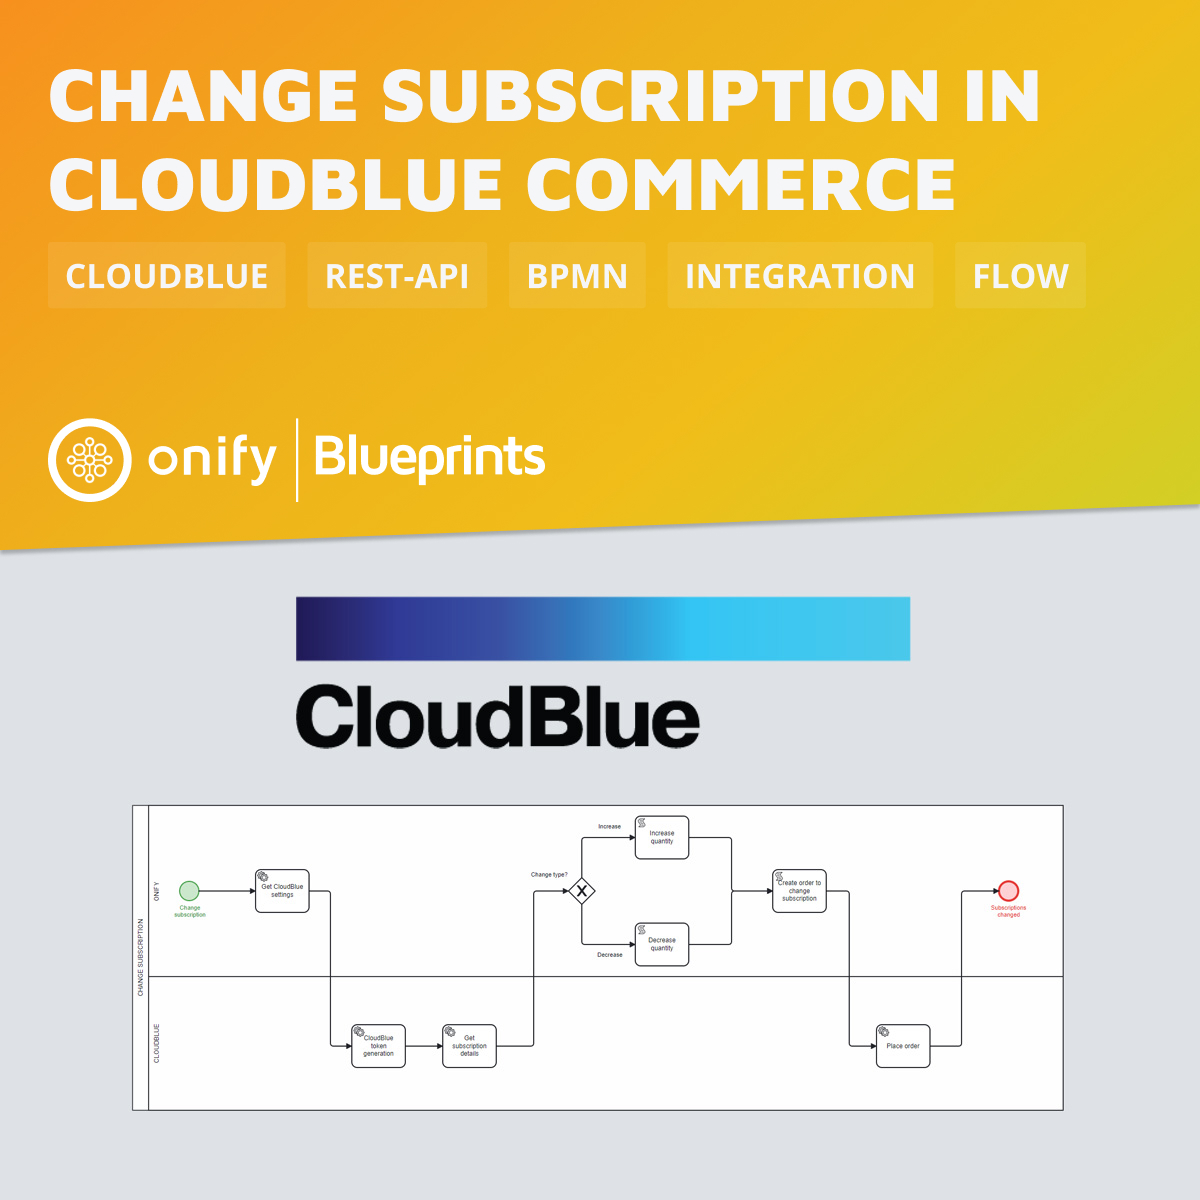 CHANGE SUBSCRIPTION IN
CLOUDBLUE COMMERCE
CLOUDBLUE REST-API BPMN INTEGRATION FLOW
onify Blueprints
CloudBlue
CHANGE SUBSCRIPTION
ONIFY
Change
subscription
Get CloudBlue
settings
Change type?
Increase
Increase
quantity
Decrease
Decrease
quantity
Create order to
change
subscription
Subscriptions
changed
CLOUDBLUE
CloudBlue
token
generation
Get
subscription
details
Place order